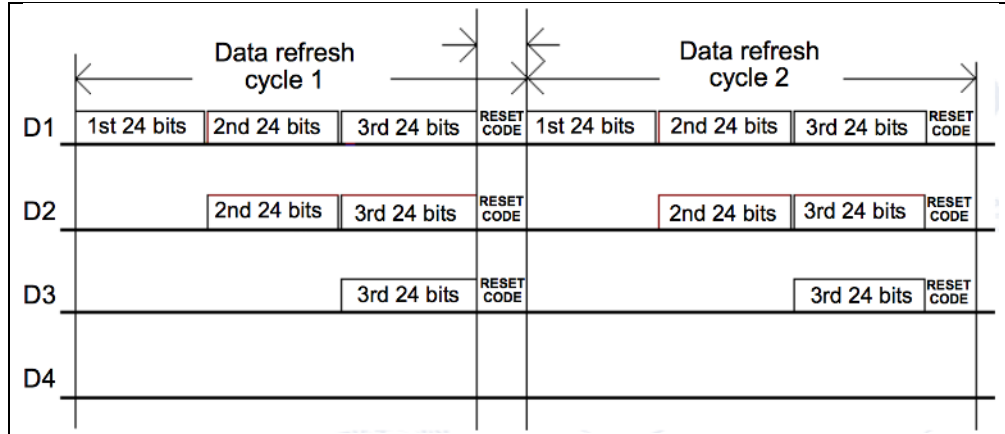 Data refresh
cycle 1
Data refresh
cycle 2
D1 1st 24 bits 2nd 24 bits 3rd 24 bits RESET CODE 1st 24 bits 2nd 24 bits 3rd 24 bits RESET CODE
D2 2nd 24 bits 3rd 24 bits RESET CODE 2nd 24 bits 3rd 24 bits RESET CODE
D3 3rd 24 bits RESET CODE 3rd 24 bits RESET CODE
D4